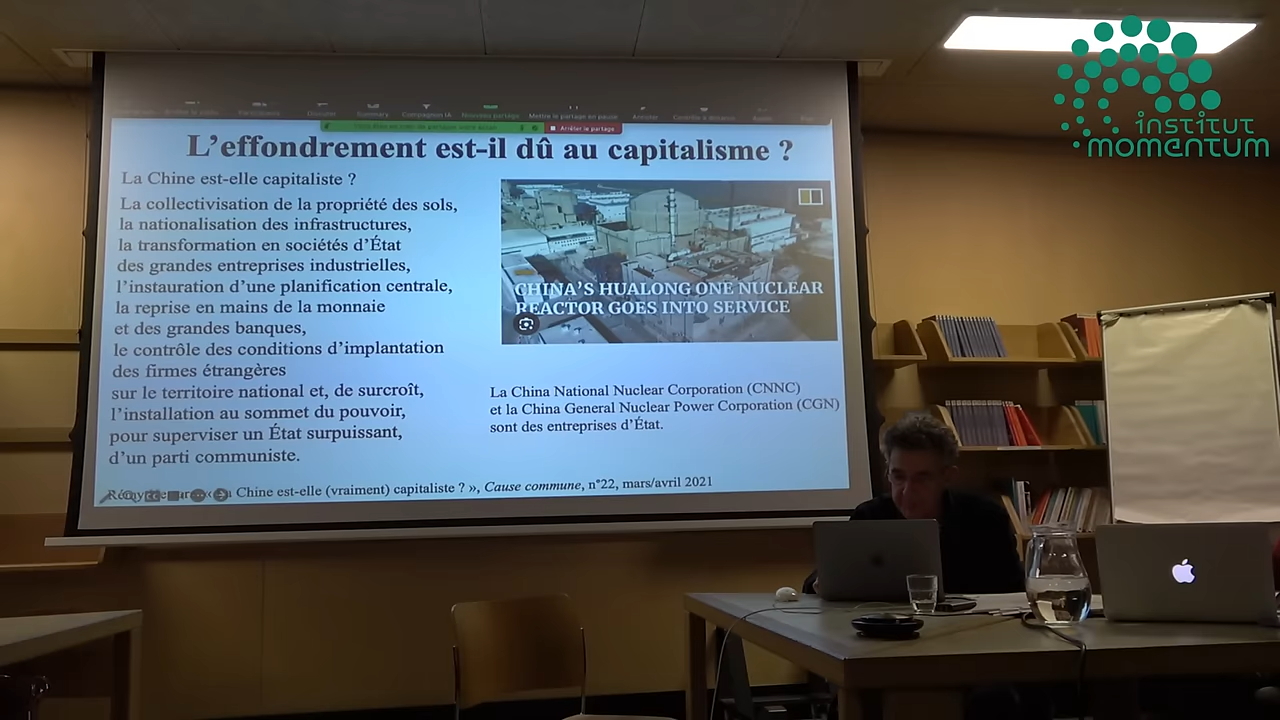 institut
momentum
Arrêter le partage
L'effondrement est-il dû au capitalisme ?
La Chine est-elle capitaliste ?
La collectivisation de la propriété des sols,
la nationalisation des infrastructures,
la transformation en sociétés d'État
des grandes entreprises industrielles,
l'instauration d'une planification centrale,
la reprise en mains de la monnaie
et des grandes banques,
le contrôle des conditions d'implantation
des firmes étrangères
sur le territoire national et, de surcroît,
l'installation au sommet du pouvoir,
pour superviser un État surpuissant,
d'un parti communiste.
CHINA'S HUALONG ONE NUCLEAR
REACTOR GOES INTO SERVICE
La China National Nuclear Corporation (CNNC)
et la China General Nuclear Power Corporation (CGN)
sont des entreprises d'État.
Chine est-elle (vraiment) capitaliste ? », Cause commune, n°22, mars/avril 2021